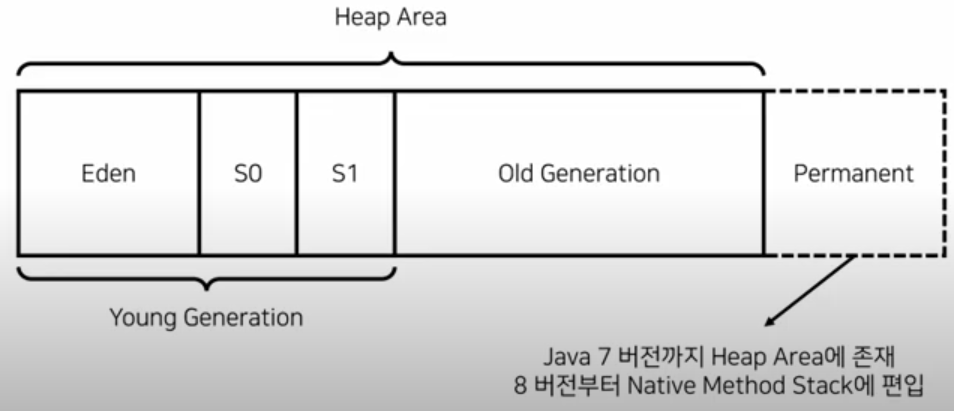 Heap Area
Eden
S0
S1
Old Generation
Permanent
Young Generation
Java 7 버전까지 Heap Area에 존재
8 버전부터 Native Method Stack에 편입